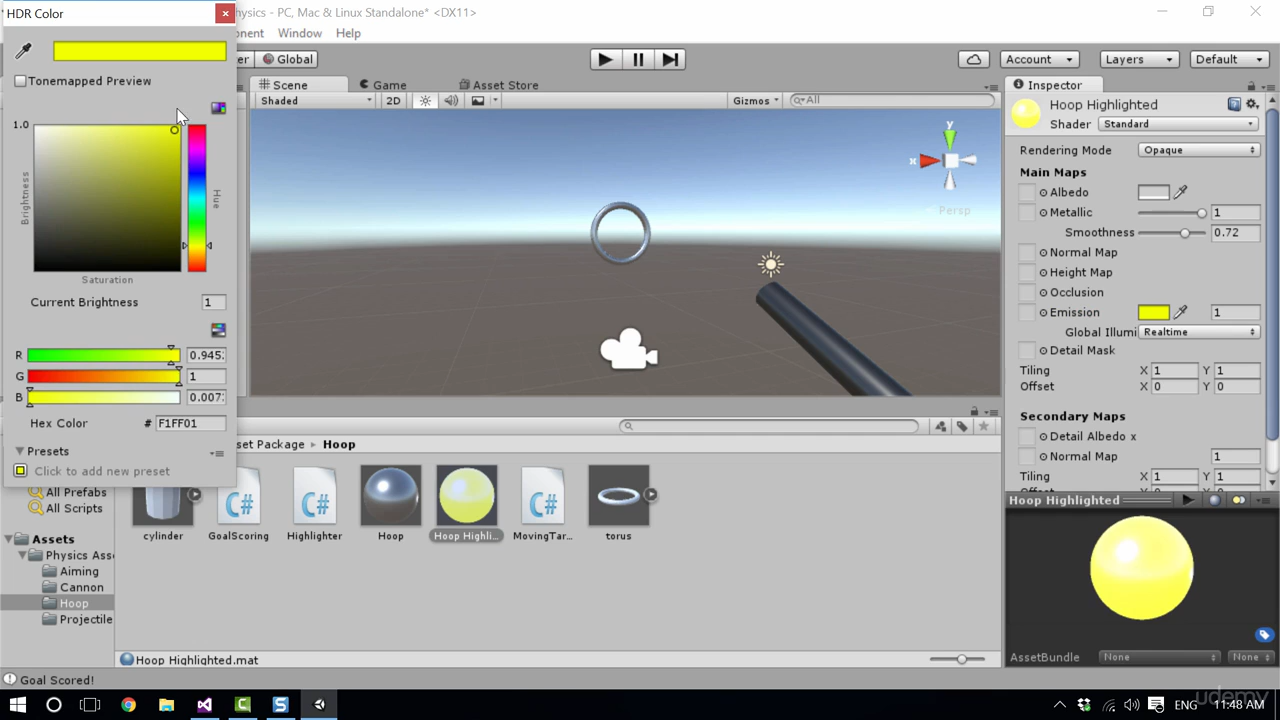 HDR Color
ysics - PC, Mac & Linux Standalone* <DX11>
onent Window Help
er Global
Account Layers Default
Tonemapped Preview
Scene Game Asset Store
Shaded 2D Gizmos All
1.0
Brightness
Hue
Saturation
Current Brightness 1
R 0.945
G 1
B 0.007
Hex Color # F1FF01
Presets
Click to add new preset
y
x
Persp
Inspector
Hoop Highlighted
Shader Standard
Rendering Mode Opaque
Main Maps
Albedo
Metallic 1
Smoothness 0.72
Normal Map
Height Map
Occlusion
Emission 1
Global Illumi Realtime
Detail Mask
Tiling X 1 Y 1
Offset X 0 Y 0
Secondary Maps
Detail Albedo x
Normal Map 1
Tiling X 1 Y 1
Hoop Highlighted
AssetBundle None None
set Package Hoop
All Prefabs
All Scripts
Assets
Physics Asse
Aiming
Cannon
Hoop
Projectile
C# C# C#
cylinder GoalScoring Highlighter Hoop Hoop Highli... MovingTar... torus
Hoop Highlighted.mat
Goal Scored!
ENG 11:48 AM
udemy